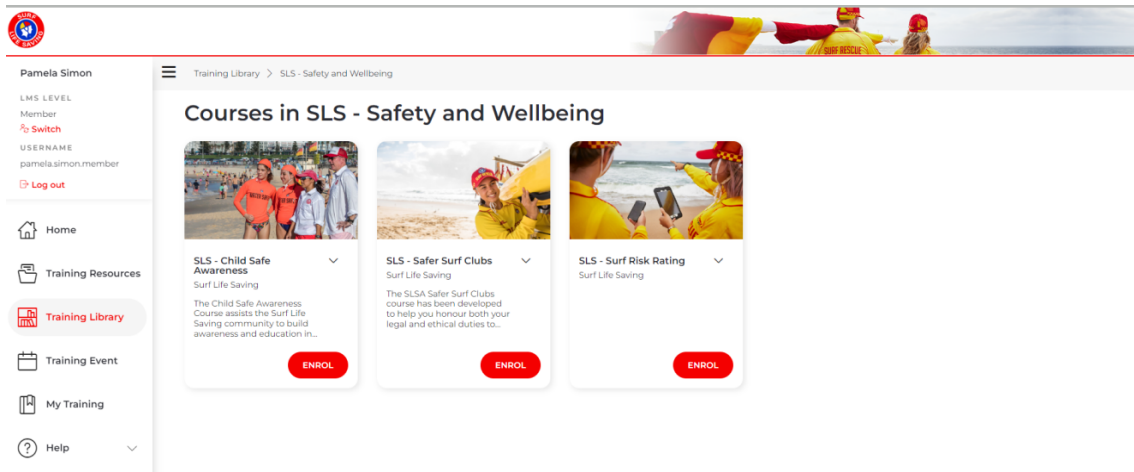 SURF
LIFE SAVING
SURF RESCUE
Pamela Simon
LMS LEVEL
Member
Switch
USERNAME
pamela.simon.member
Log out
Home
Training Resources
Training Library
Training Event
My Training
Help
Training Library > SLS - Safety and Wellbeing
Courses in SLS - Safety and Wellbeing
SLS - Child Safe
Awareness
Surf Life Saving
The Child Safe Awareness
Course assists the Surf Life
Saving community to build
awareness and education in...
ENROL
SLS - Safer Surf Clubs
Surf Life Saving
The SLSA Safer Surf Clubs
course has been developed
to help you honour both your
legal and ethical duties to...
ENROL
SLS - Surf Risk Rating
Surf Life Saving
ENROL